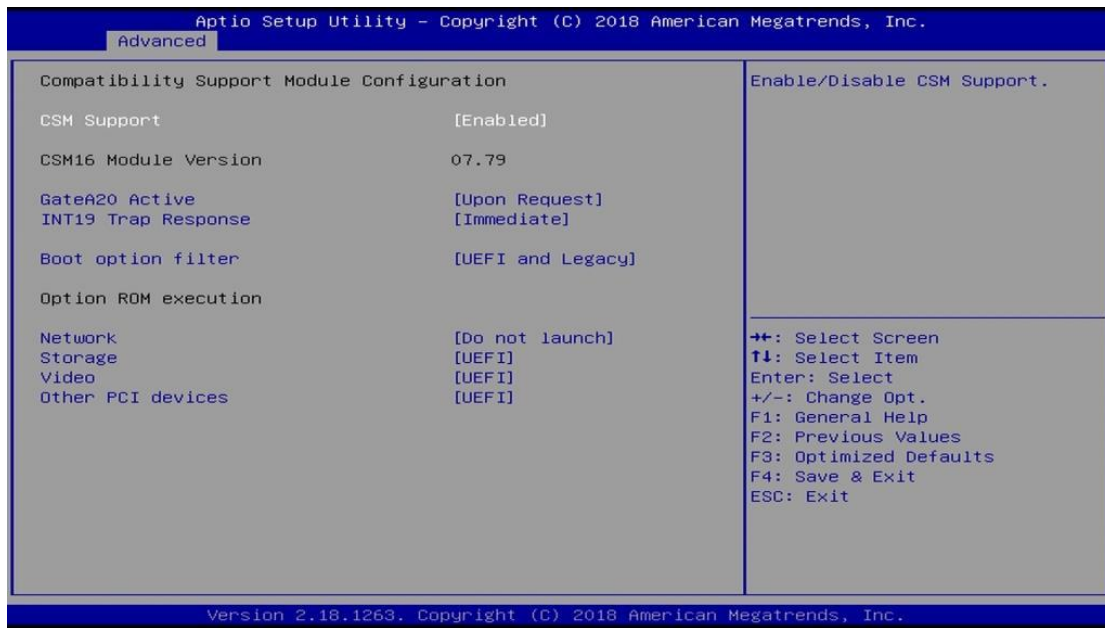 Aptio Setup Utility – Copyright (C) 2018 American Megatrends, Inc.
Advanced
Compatibility Support Module Configuration
CSM Support [Enabled]
CSM16 Module Version 07.79
GateA20 Active [Upon Request]
INT19 Trap Response [Immediate]
Boot option filter [UEFI and Legacy]
Option ROM execution
Network [Do not launch]
Storage [UEFI]
Video [UEFI]
Other PCI devices [UEFI]
Enable/Disable CSM Support.
→←: Select Screen
↑↓: Select Item
Enter: Select
+/-: Change Opt.
F1: General Help
F2: Previous Values
F3: Optimized Defaults
F4: Save & Exit
ESC: Exit
Version 2.18.1263. Copyright (C) 2018 American Megatrends, Inc.